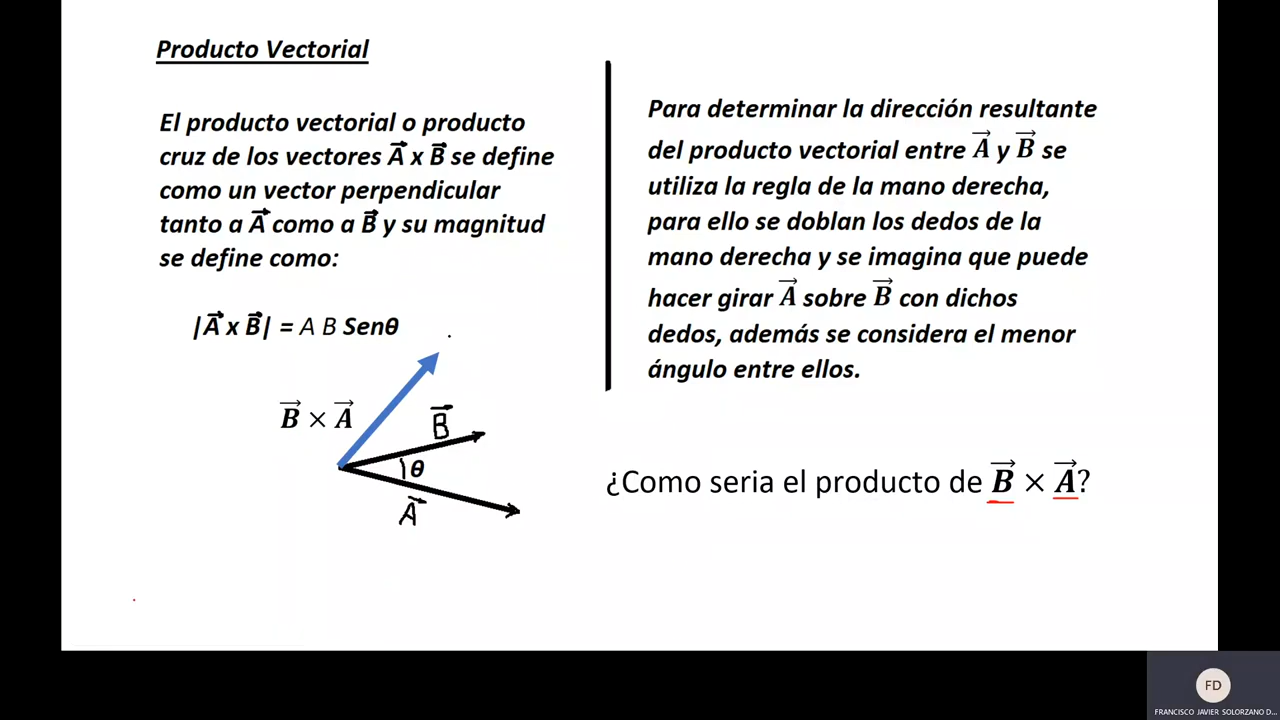 Producto Vectorial
El producto vectorial o producto
cruz de los vectores A⃗ x B⃗ se define
como un vector perpendicular
tanto a A⃗ como a B⃗ y su magnitud
se define como:
|A⃗ x B⃗| = A B Senθ
B⃗ × A⃗
B⃗
θ
A⃗
Para determinar la dirección resultante
del producto vectorial entre A⃗ y B⃗ se
utiliza la regla de la mano derecha,
para ello se doblan los dedos de la
mano derecha y se imagina que puede
hacer girar A⃗ sobre B⃗ con dichos
dedos, además se considera el menor
ángulo entre ellos.
¿Como seria el producto de B⃗ × A⃗?
FD
FRANCISCO JAVIER SOLORZANO D...